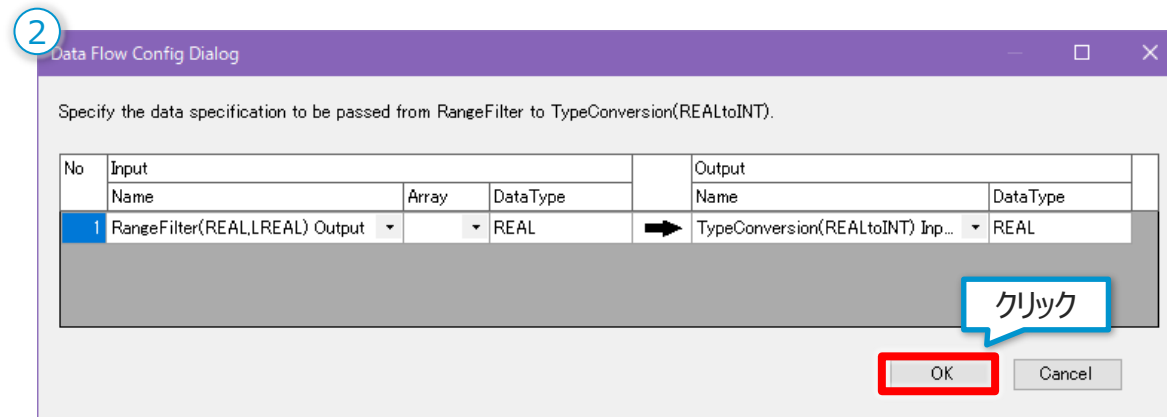 2
Data Flow Config Dialog
Specify the data specification to be passed from RangeFilter to TypeConversion(REALtoINT).
No Input Output
Name Array DataType Name DataType
1 RangeFilter(REAL,LREAL) Output REAL TypeConversion(REALtoINT) Inp... REAL
クリック
OK Cancel